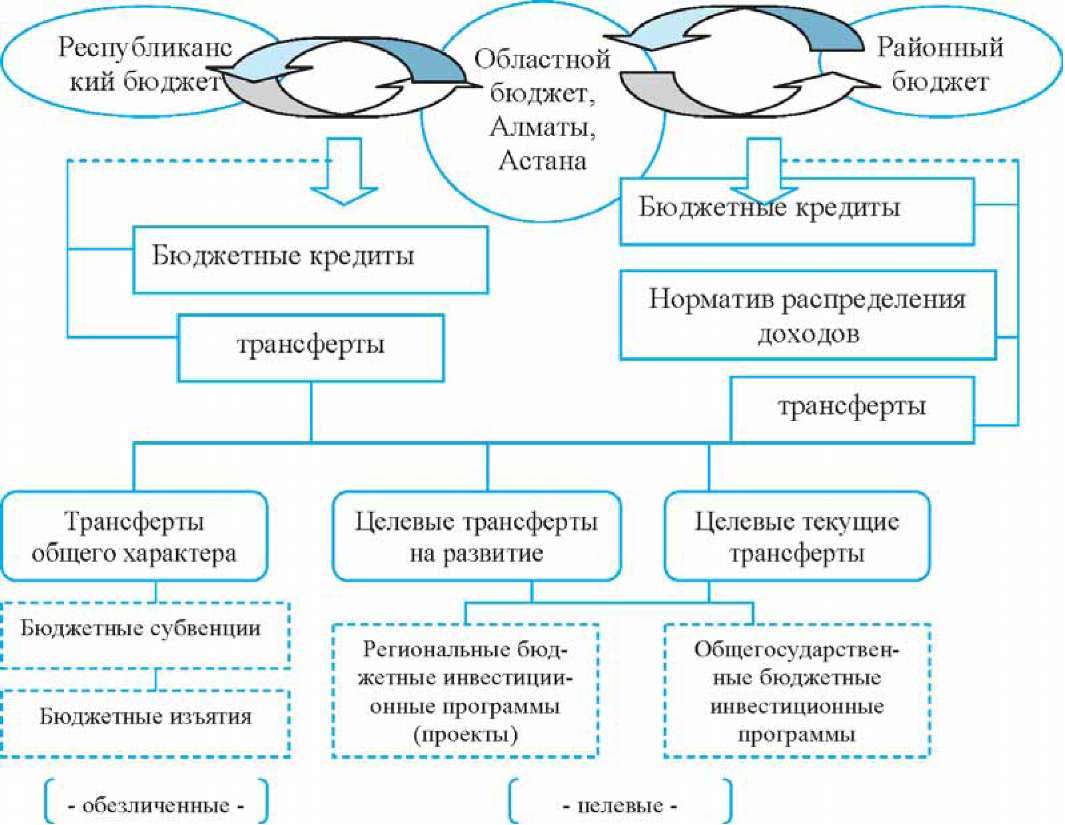 Республиканс
кий бюджет
Областной
бюджет,
Алматы,
Астана
Районный
бюджет
Бюджетные кредиты
трансферты
Бюджетные кредиты
Норматив распределения
доходов
трансферты
Трансферты
общего характера
Целевые трансферты
на развитие
Целевые текущие
трансферты
Бюджетные субвенции
Бюджетные изъятия
Региональные бюд-
жетные инвестици-
онные программы
(проекты)
Общегосударствен-
ные бюджетные
инвестиционные
программы
- обезличенные -
- целевые -